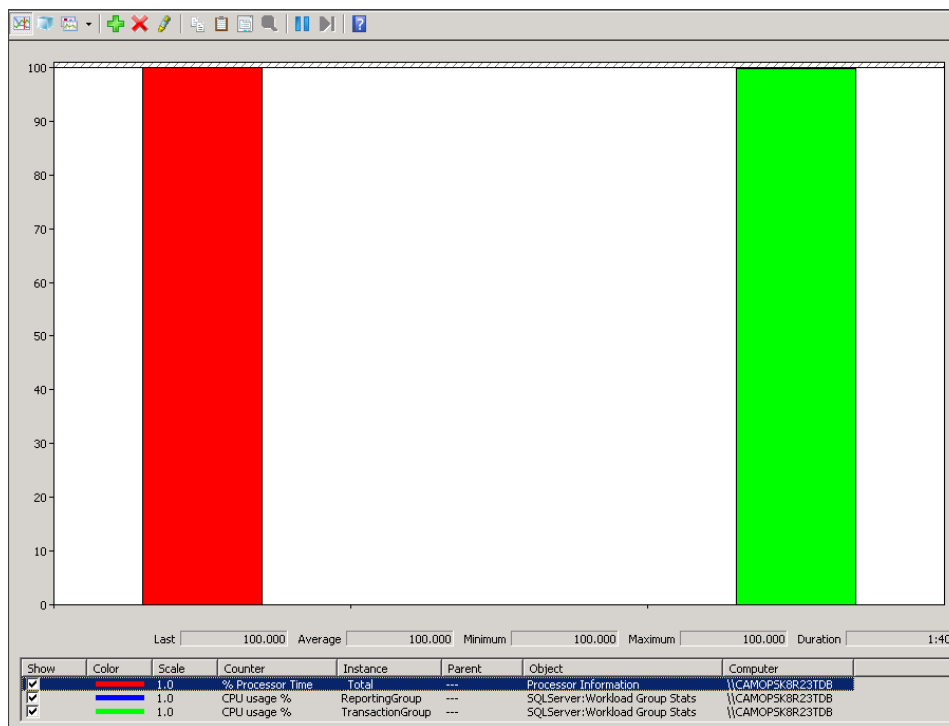 100
90
80
70
60
50
40
30
20
10
0
Last 100.000 Average 100.000 Minimum 100.000 Maximum 100.000 Duration 1:40
Show Color Scale Counter Instance Parent Object Computer
1.0 % Processor Time _Total --- Processor Information \\CAMOPSK8R23TDB
1.0 CPU usage % ReportingGroup --- SQLServer:Workload Group Stats \\CAMOPSK8R23TDB
1.0 CPU usage % TransactionGroup --- SQLServer:Workload Group Stats \\CAMOPSK8R23TDB